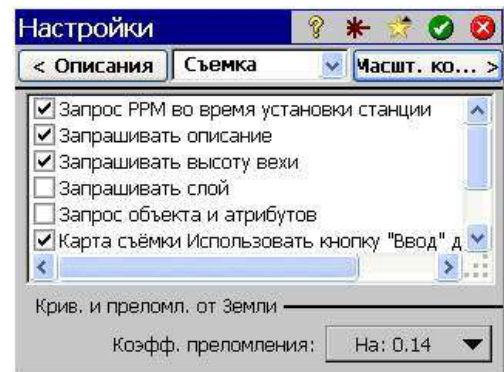 Настройки
< Описания Съемка Масшт. ко... >
Запрос PPM во время установки станции
Запрашивать описание
Запрашивать высоту вехи
Запрашивать слой
Запрос объекта и атрибутов
Карта съёмки Использовать кнопку "Ввод" д
Крив. и преломл. от Земли
Коэфф. преломления: На: 0.14